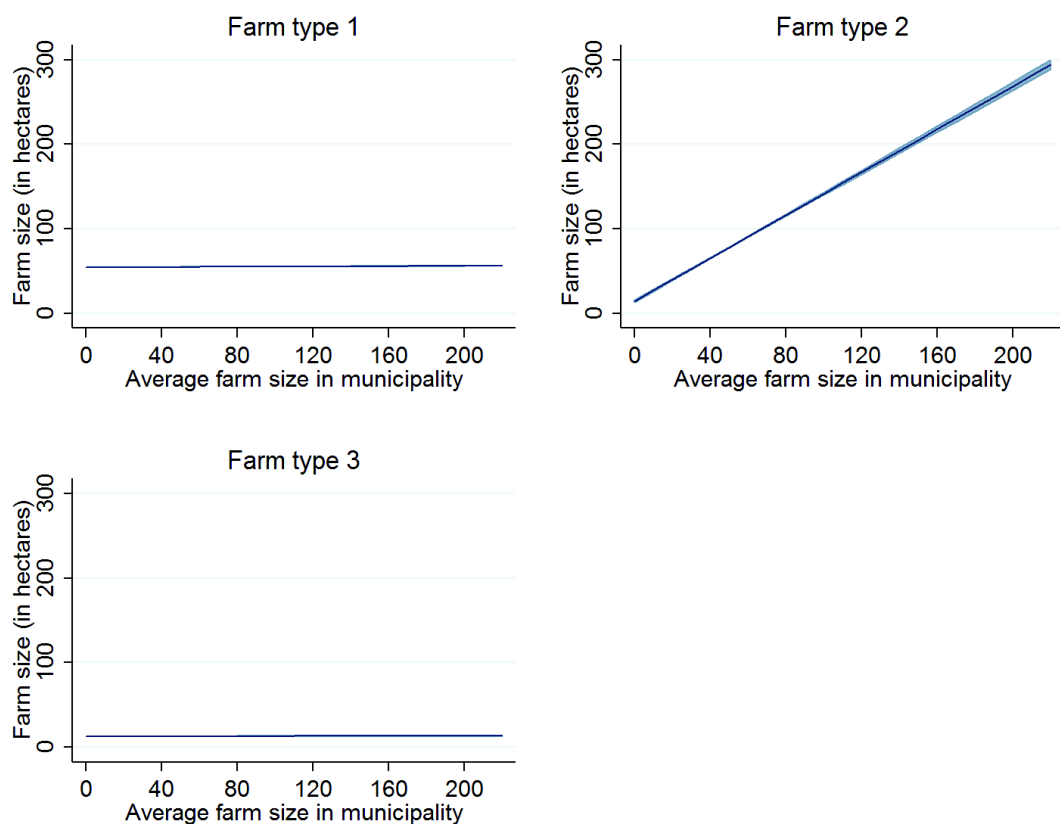 Farm type 1
Farm size (in hectares)
300
200
100
0
0 40 80 120 160 200
Average farm size in municipality
Farm type 2
Farm size (in hectares)
300
200
100
0
0 40 80 120 160 200
Average farm size in municipality
Farm type 3
Farm size (in hectares)
300
200
100
0
0 40 80 120 160 200
Average farm size in municipality